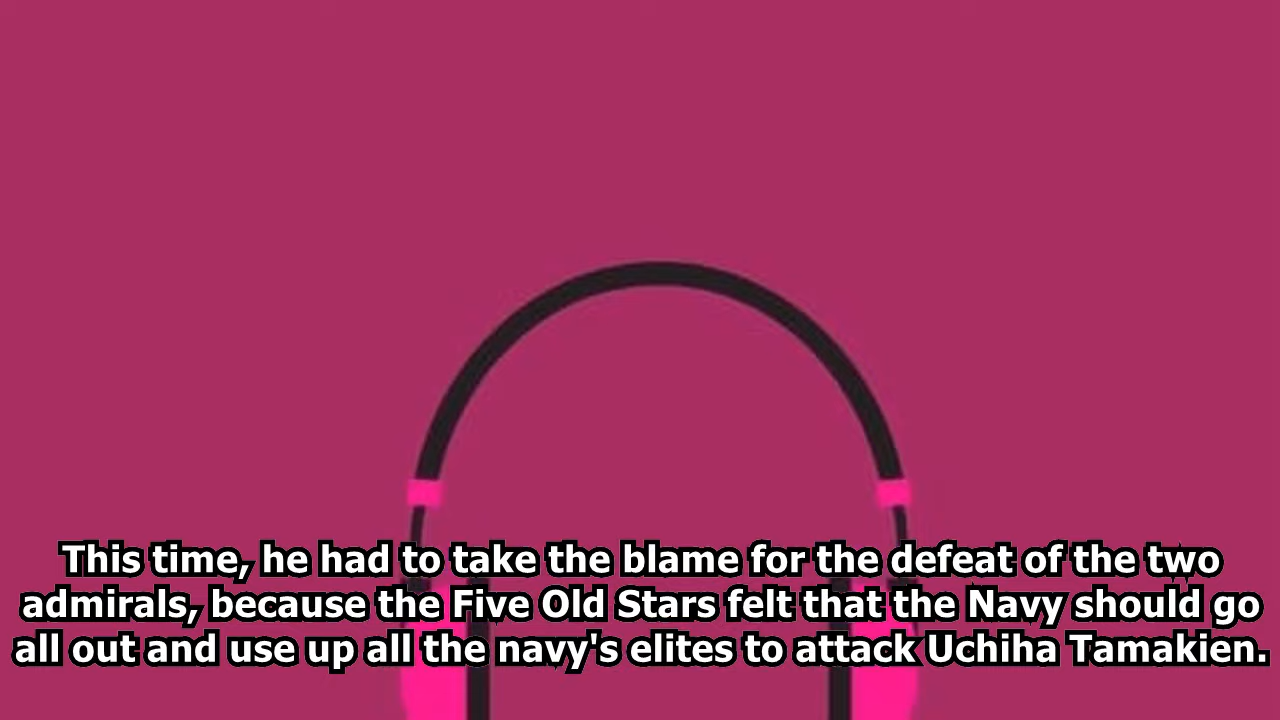 This time, he had to take the blame for the defeat of the two
admirals, because the Five Old Stars felt that the Navy should go
all out and use up all the navy's elites to attack Uchiha Tamakien.